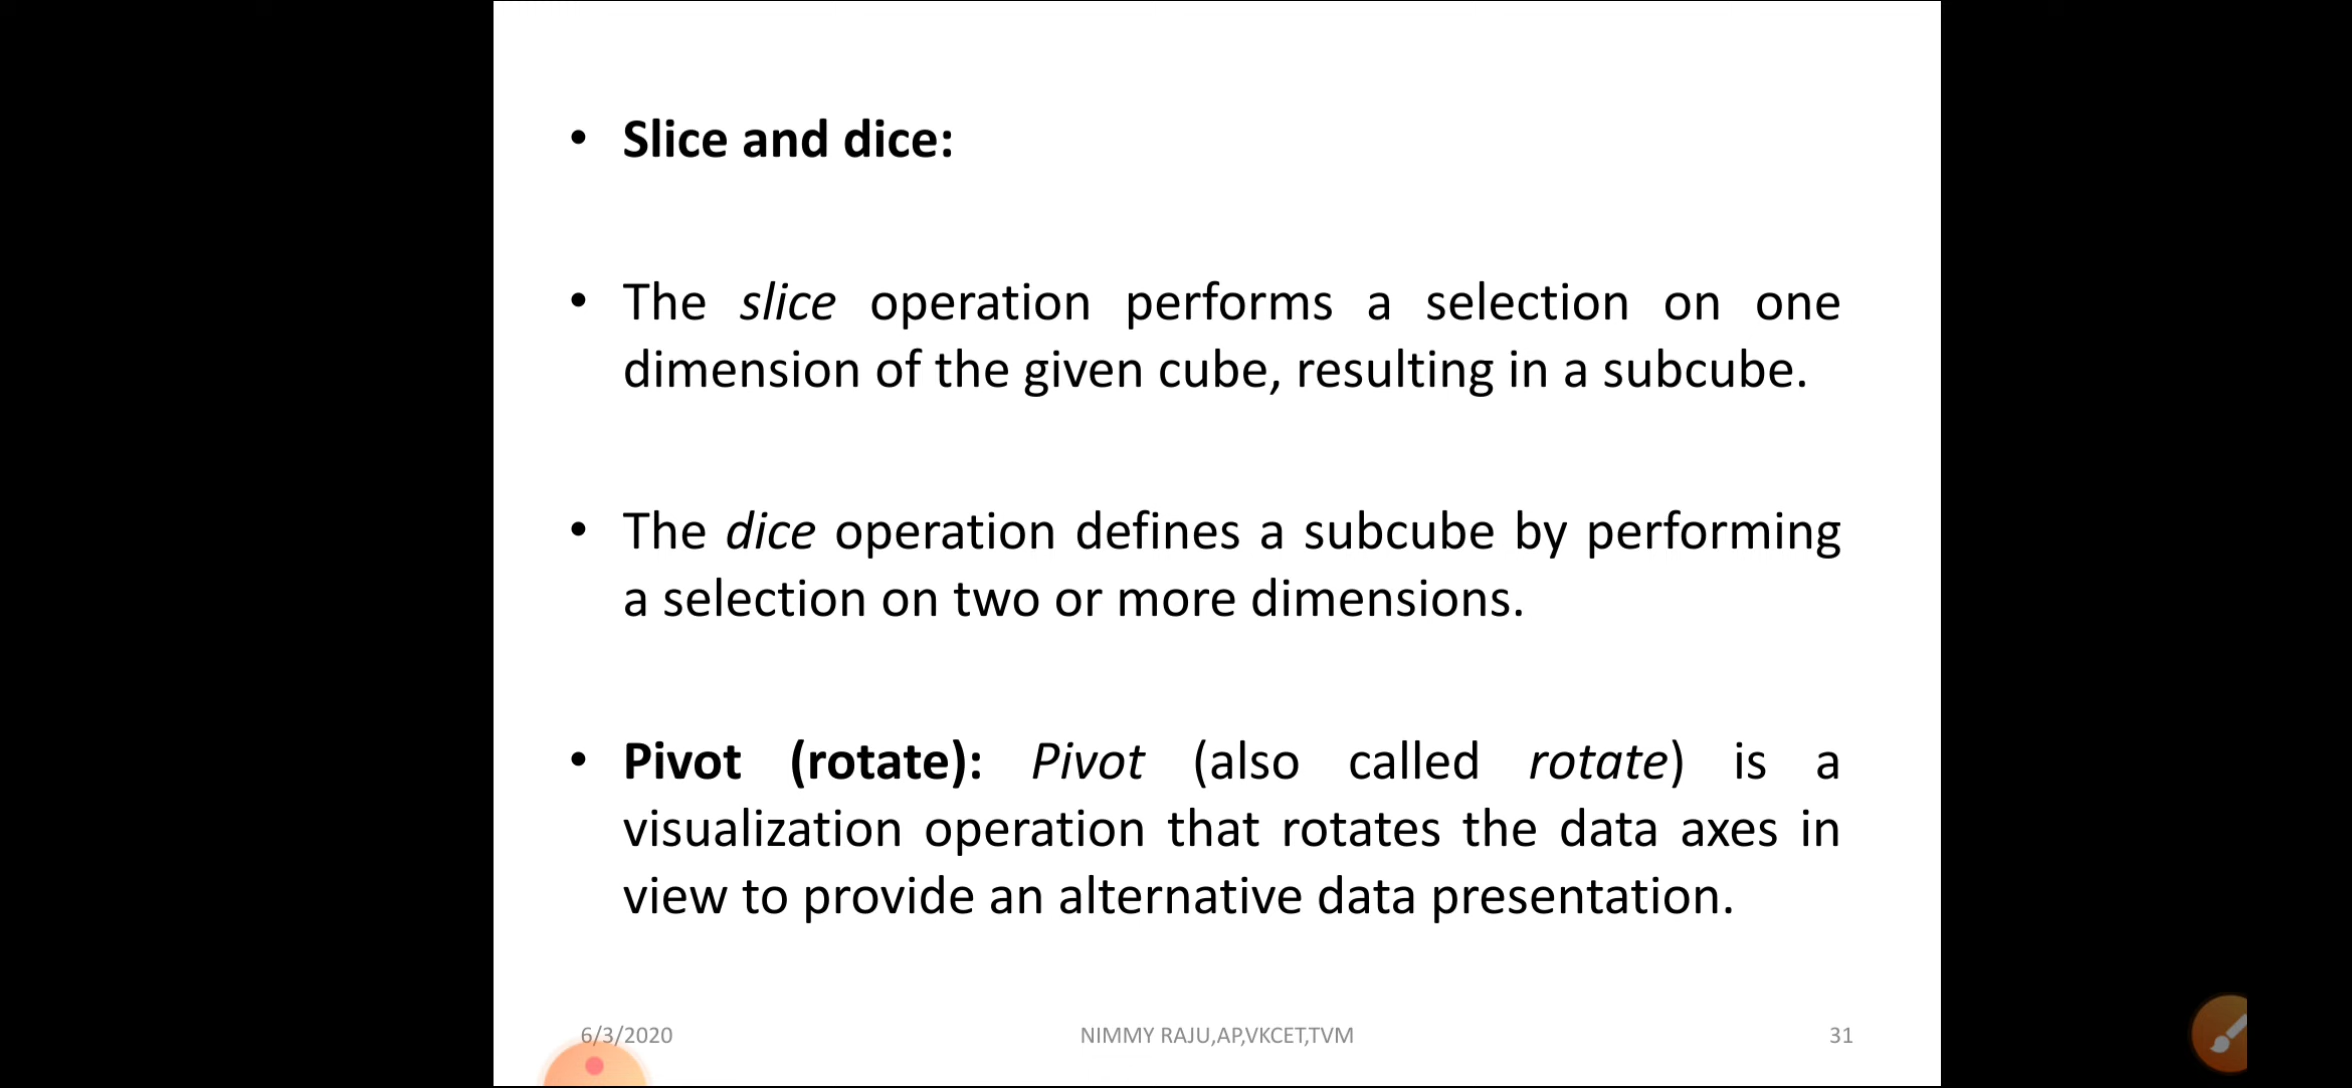 • Slice and dice:
• The slice operation performs a selection on one
dimension of the given cube, resulting in a subcube.
• The dice operation defines a subcube by performing
a selection on two or more dimensions.
• Pivot (rotate): Pivot (also called rotate) is a
visualization operation that rotates the data axes in
view to provide an alternative data presentation.
6/3/2020 NIMMY RAJU,AP,VKCET,TVM 31